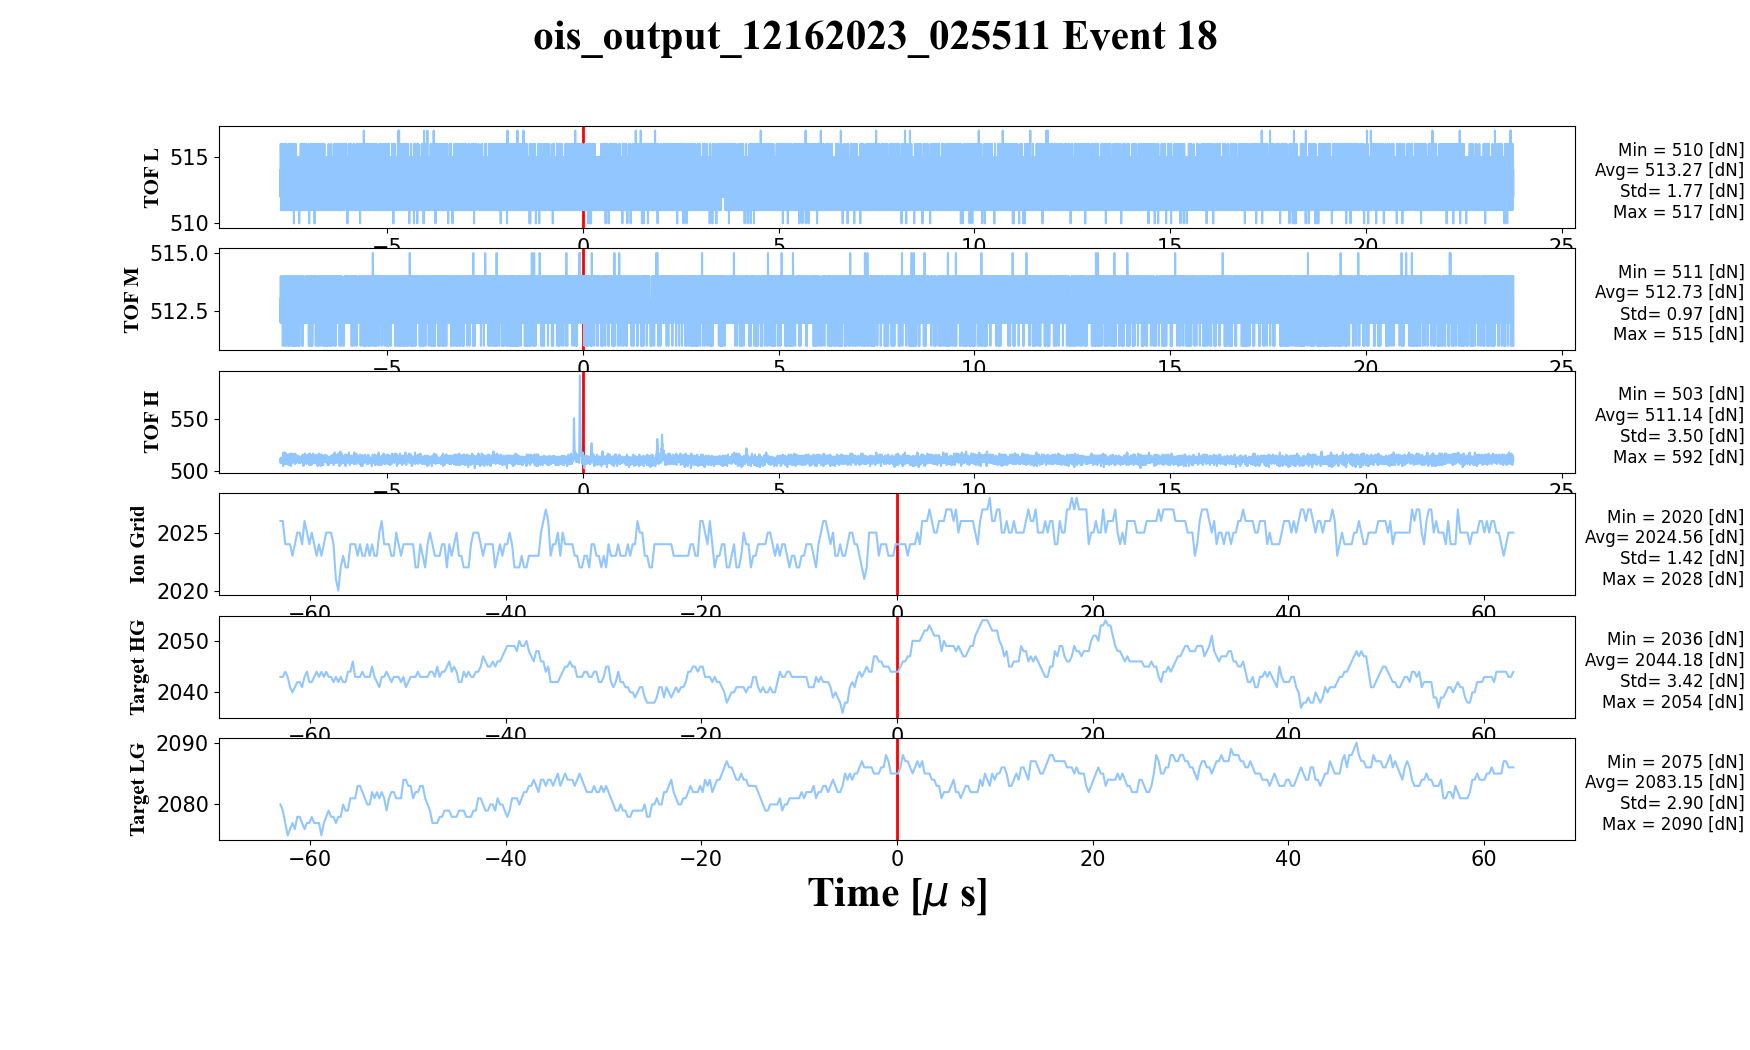 ois_output_12162023_025511 Event 18
TOF L
515
510
−5 0 5 10 15 20 25
Min = 510 [dN]
Avg= 513.27 [dN]
Std= 1.77 [dN]
Max = 517 [dN]
TOF M
515.0
512.5
−5 0 5 10 15 20 25
Min = 511 [dN]
Avg= 512.73 [dN]
Std= 0.97 [dN]
Max = 515 [dN]
TOF H
550
500
−5 0 5 10 15 20 25
Min = 503 [dN]
Avg= 511.14 [dN]
Std= 3.50 [dN]
Max = 592 [dN]
Ion Grid
2025
2020
−60 −40 −20 0 20 40 60
Min = 2020 [dN]
Avg= 2024.56 [dN]
Std= 1.42 [dN]
Max = 2028 [dN]
Target HG
2050
2040
−60 −40 −20 0 20 40 60
Min = 2036 [dN]
Avg= 2044.18 [dN]
Std= 3.42 [dN]
Max = 2054 [dN]
Target LG
2090
2080
−60 −40 −20 0 20 40 60
Min = 2075 [dN]
Avg= 2083.15 [dN]
Std= 2.90 [dN]
Max = 2090 [dN]
Time [μ s]